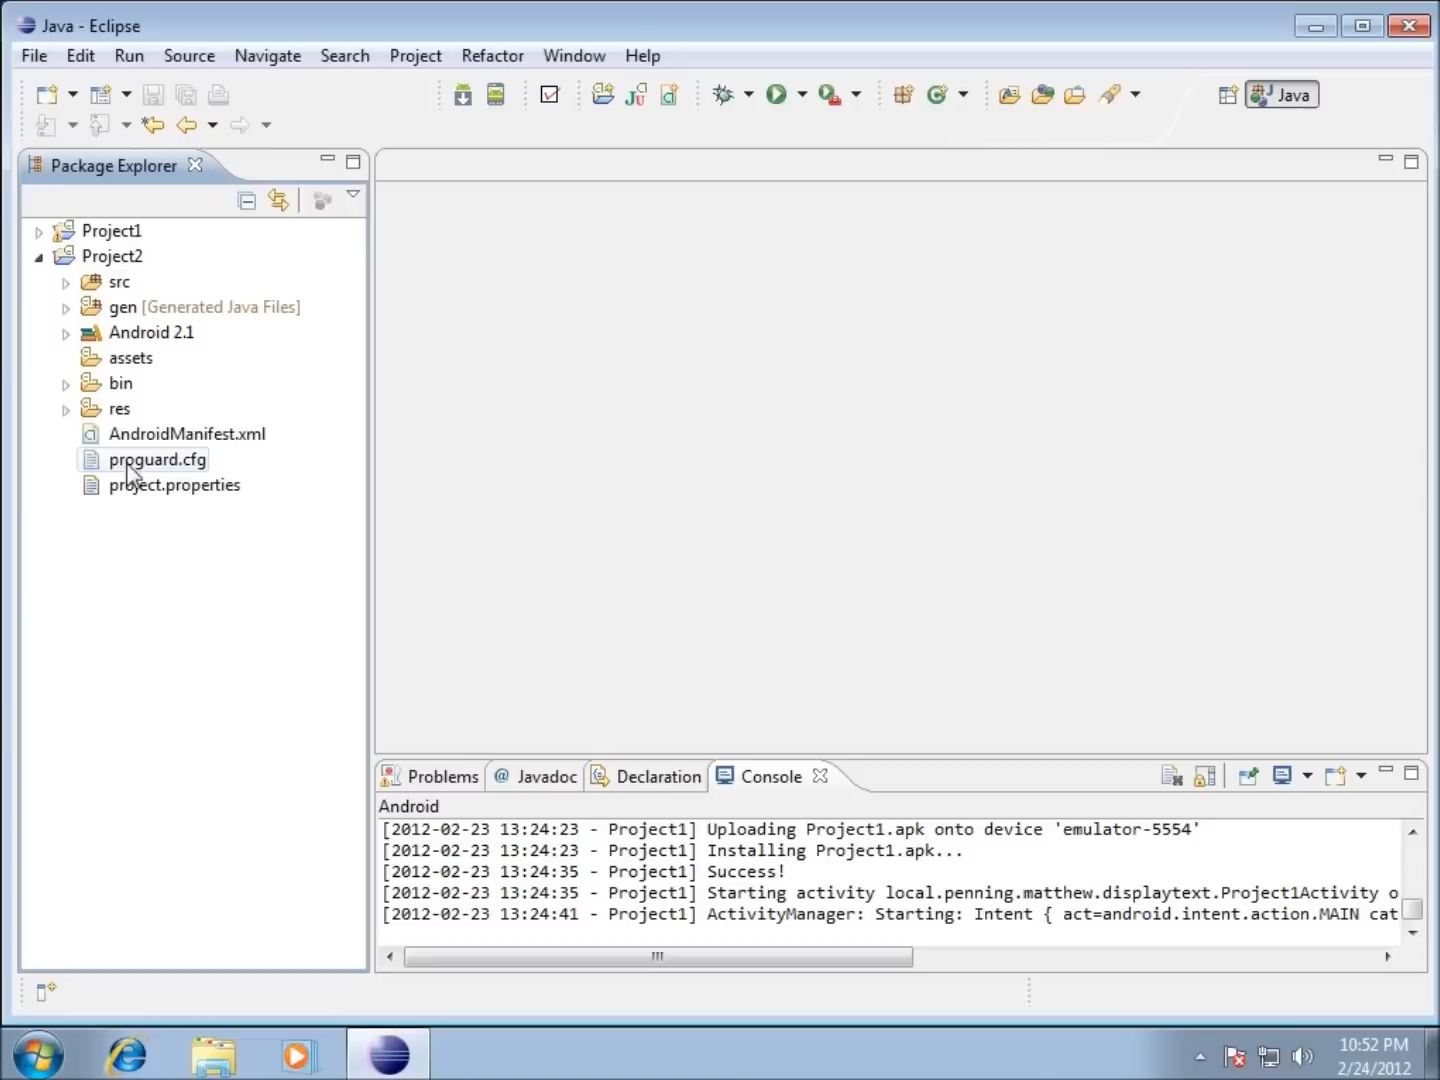 Java - Eclipse
File Edit Run Source Navigate Search Project Refactor Window Help
Java
Package Explorer
Project1
Project2
src
gen [Generated Java Files]
Android 2.1
assets
bin
res
AndroidManifest.xml
proguard.cfg
project.properties
Problems @ Javadoc Declaration Console
Android
[2012-02-23 13:24:23 - Project1] Uploading Project1.apk onto device 'emulator-5554'
[2012-02-23 13:24:23 - Project1] Installing Project1.apk...
[2012-02-23 13:24:35 - Project1] Success!
[2012-02-23 13:24:35 - Project1] Starting activity local.penning.matthew.displaytext.Project1Activity o
[2012-02-23 13:24:41 - Project1] ActivityManager: Starting: Intent { act=android.intent.action.MAIN cat
10:52 PM
2/24/2012